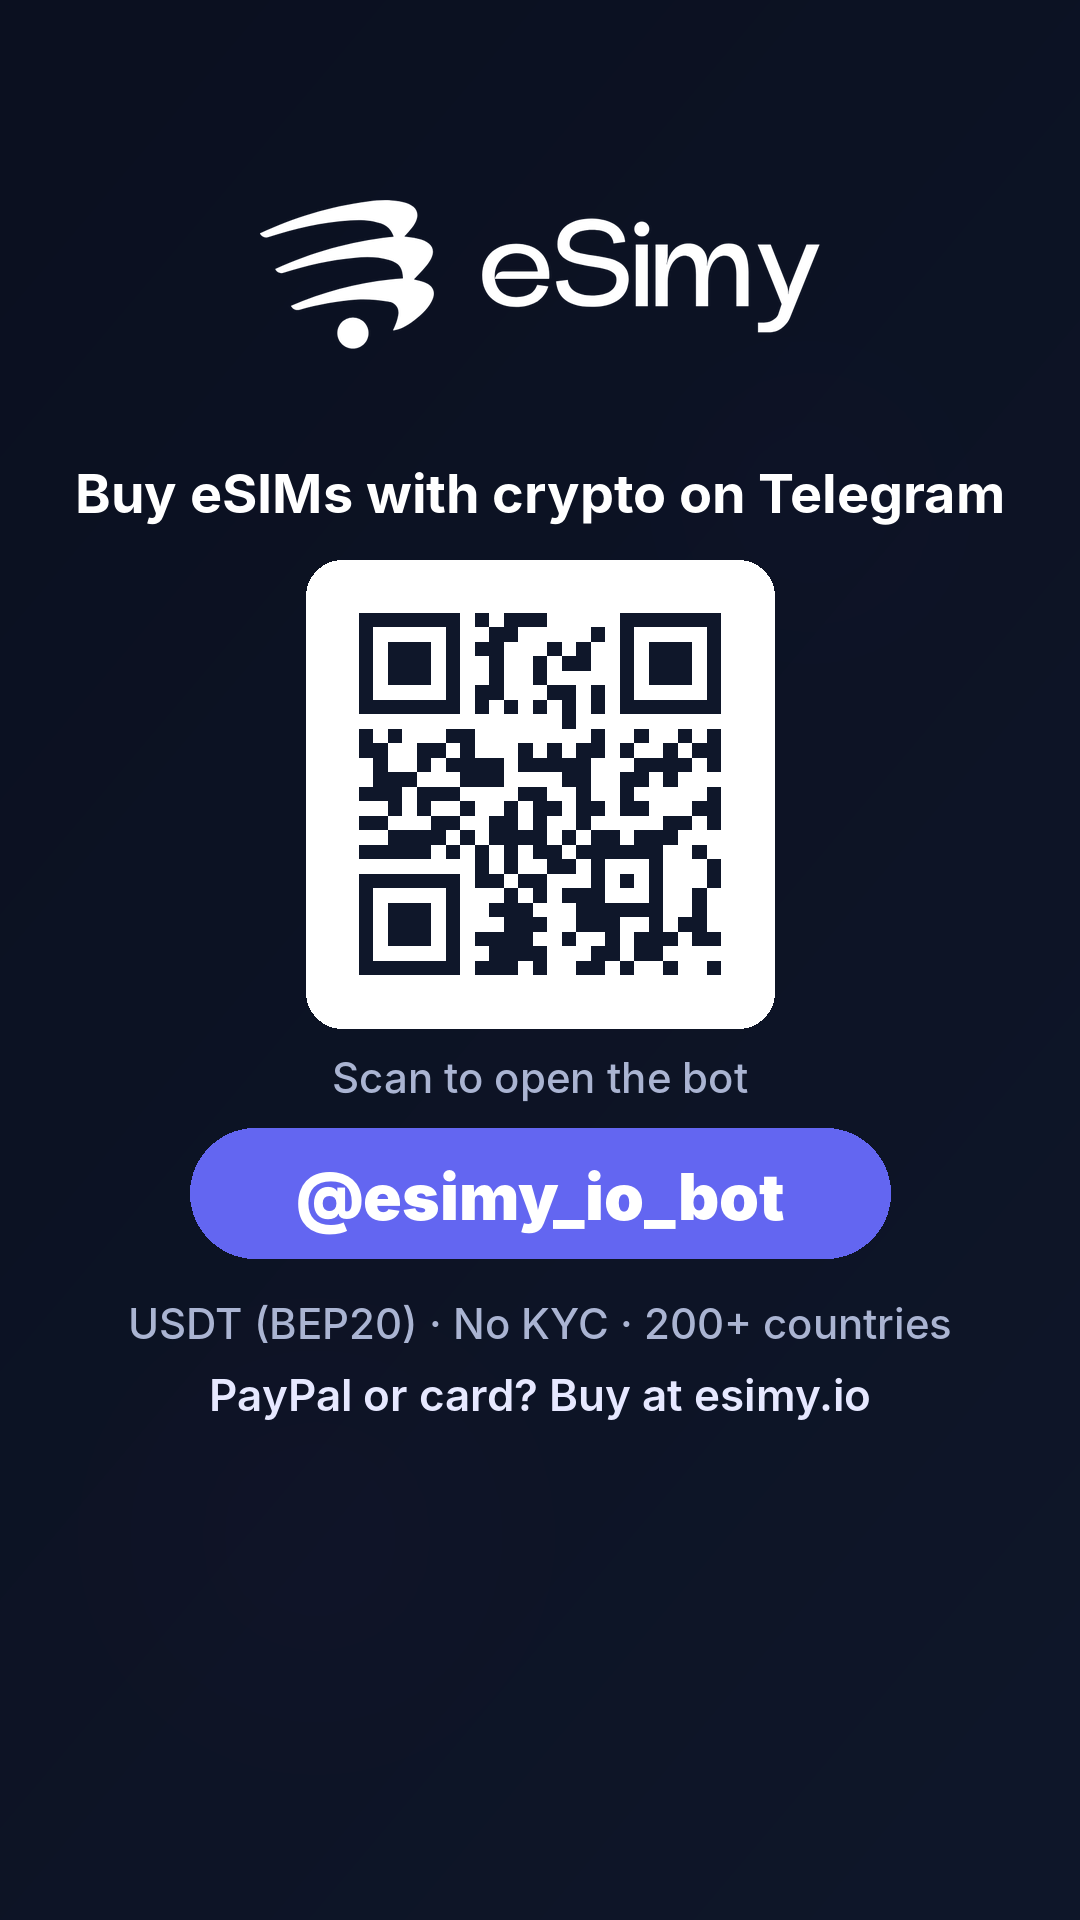 eSimy
Buy eSIMs with crypto on Telegram
Scan to open the bot
@esimy_io_bot
USDT (BEP20) · No KYC · 200+ countries
PayPal or card? Buy at esimy.io